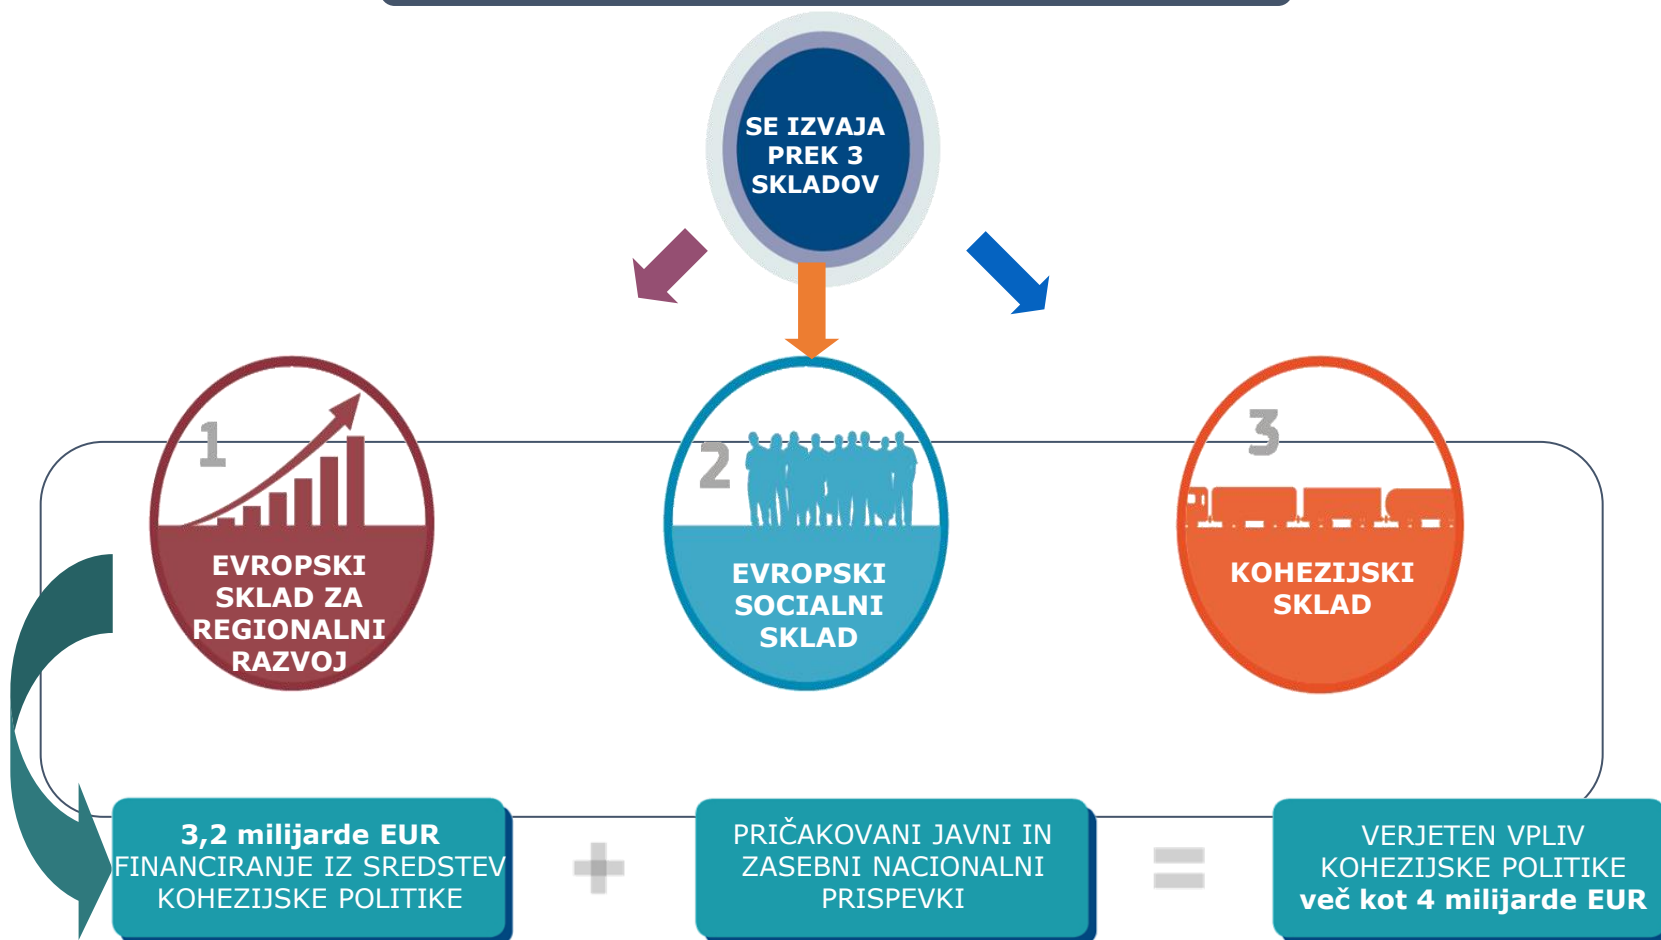 SE IZVAJA
PREK 3
SKLADOV
1
EVROPSKI
SKLAD ZA
REGIONALNI
RAZVOJ
2
EVROPSKI
SOCIALNI
SKLAD
3
KOHEZIJSKI
SKLAD
3,2 milijarde EUR
FINANCIRANJE IZ SREDSTEV
KOHEZIJSKE POLITIKE
+
PRIČAKOVANI JAVNI IN
ZASEBNI NACIONALNI
PRISPEVKI
=
VERJETEN VPLIV
KOHEZIJSKE POLITIKE
več kot 4 milijarde EUR